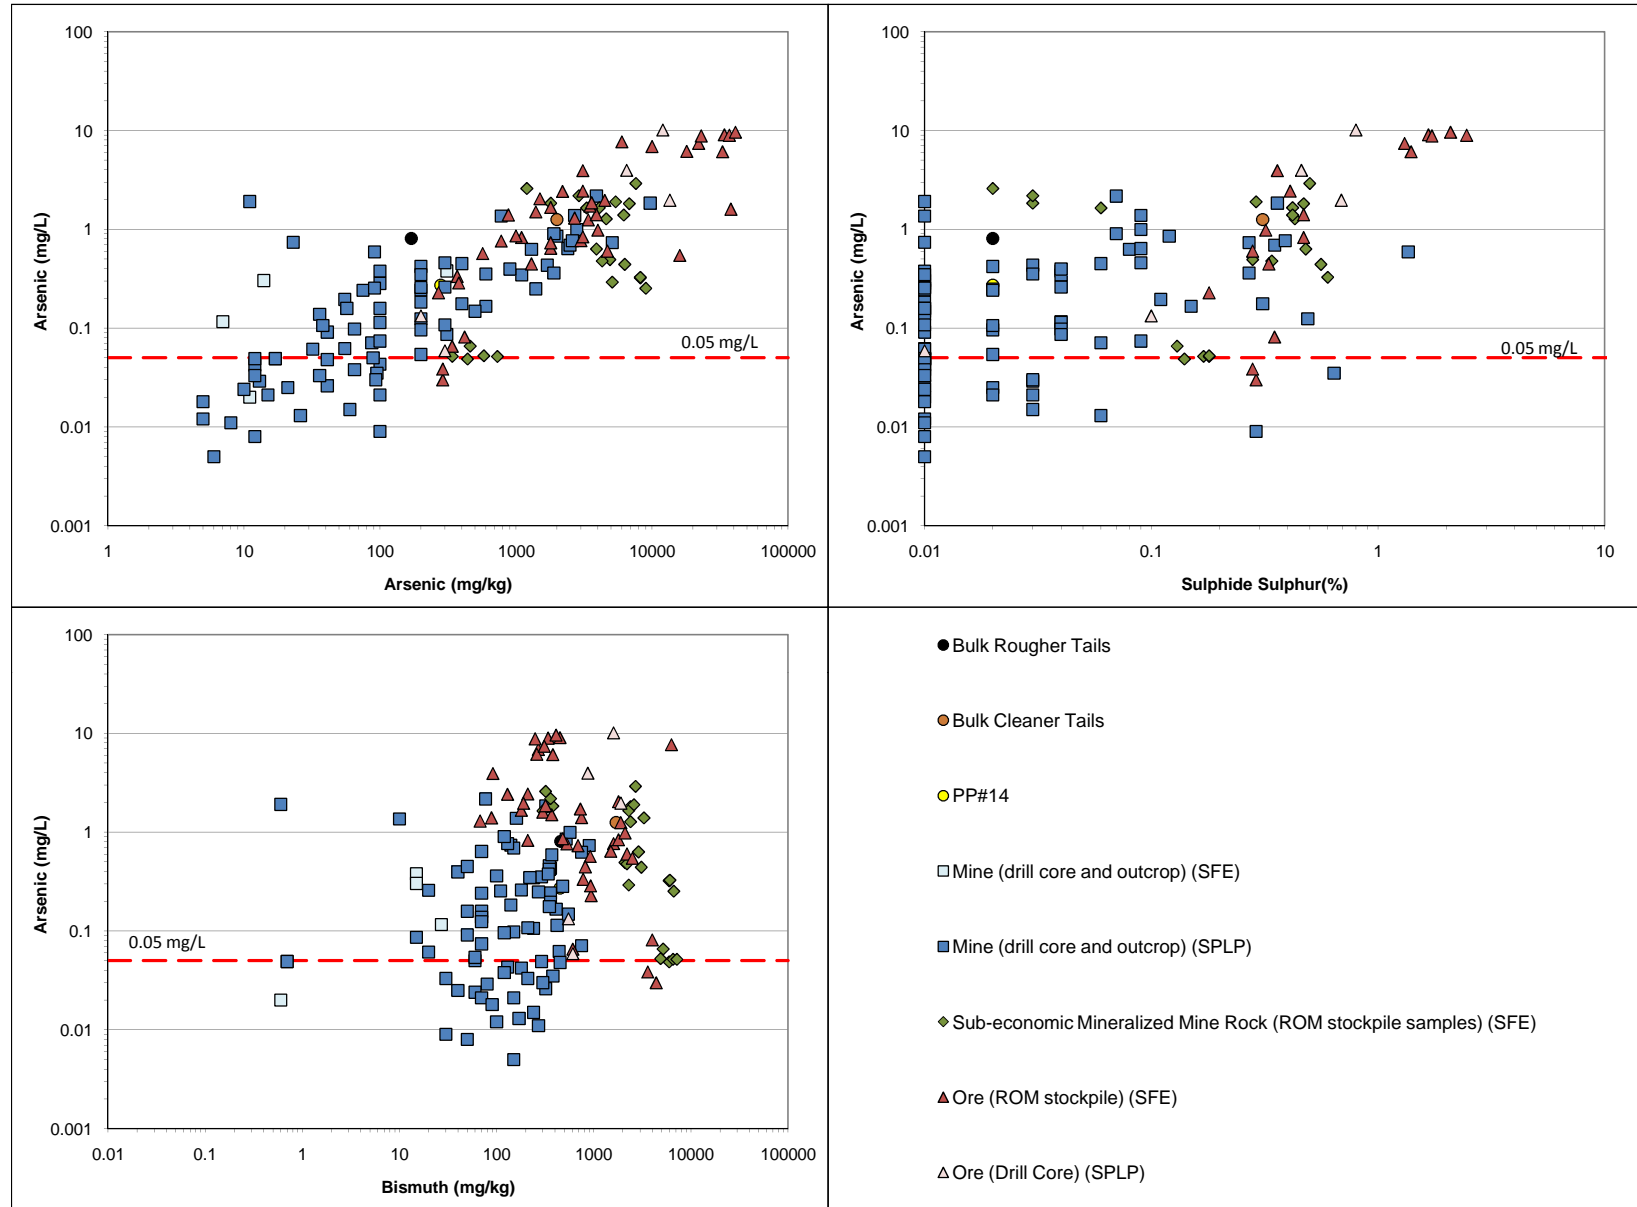 100
10
1
0.1
0.01
0.001
Arsenic (mg/L)
0.05 mg/L
1 10 100 1000 10000 100000
Arsenic (mg/kg)
100
10
1
0.1
0.01
0.001
Arsenic (mg/L)
0.05 mg/L
0.01 0.1 1 10
Sulphide Sulphur(%)
100
10
1
0.1
0.01
0.001
Arsenic (mg/L)
0.05 mg/L
0.01 0.1 1 10 100 1000 10000 100000
Bismuth (mg/kg)
Bulk Rougher Tails
Bulk Cleaner Tails
PP#14
Mine (drill core and outcrop) (SFE)
Mine (drill core and outcrop) (SPLP)
Sub-economic Mineralized Mine Rock (ROM stockpile samples) (SFE)
Ore (ROM stockpile) (SFE)
Ore (Drill Core) (SPLP)